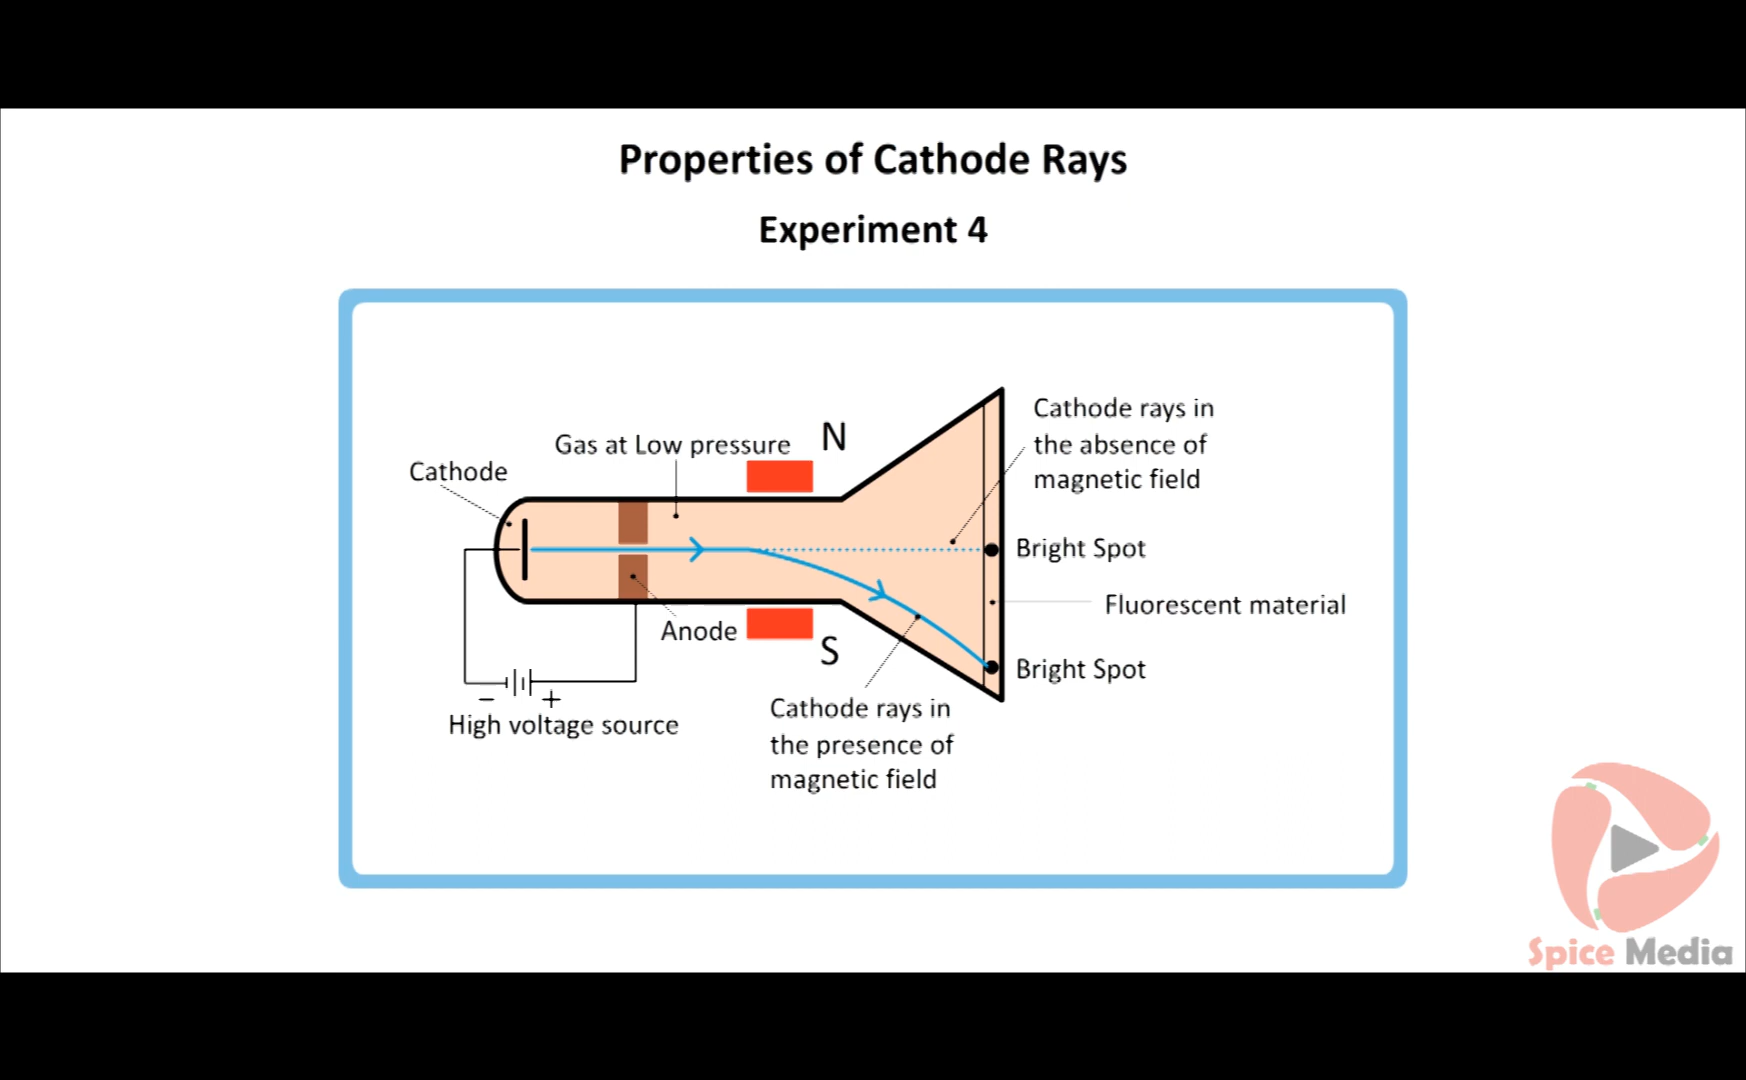 Properties of Cathode Rays
Experiment 4
Cathode rays in
the absence of
magnetic field
Gas at Low pressure
N
Cathode
Bright Spot
Fluorescent material
Anode
S
Bright Spot
− +
High voltage source
Cathode rays in
the presence of
magnetic field
Spice Media